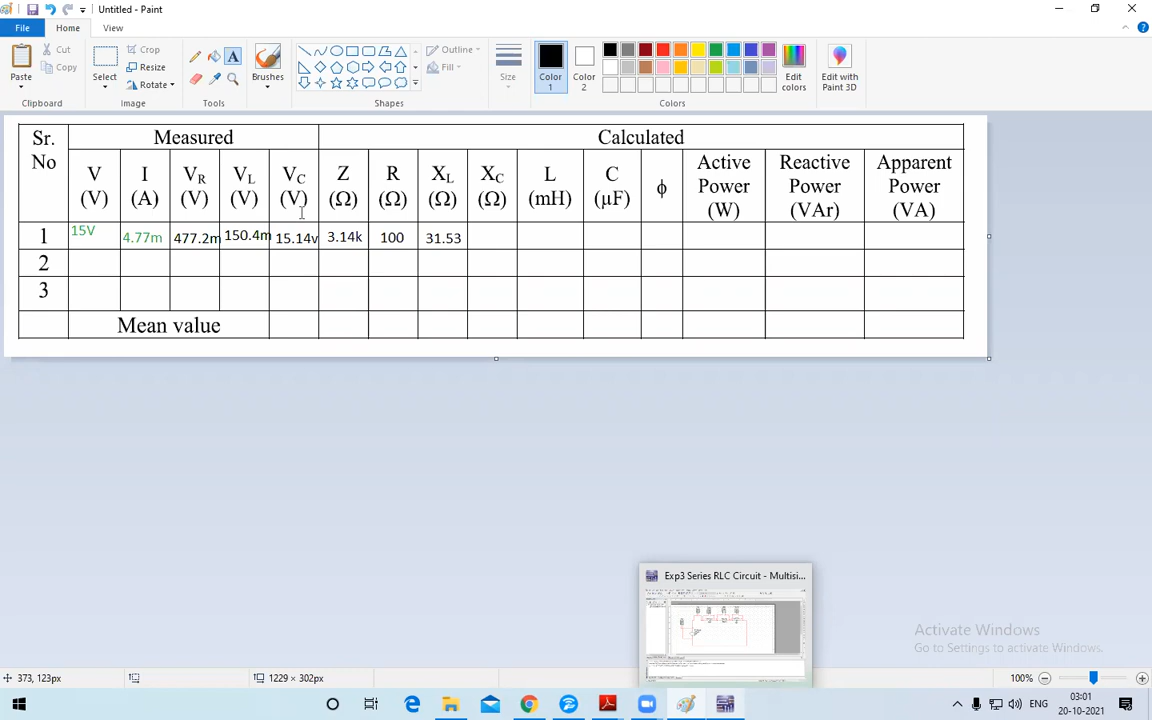 Untitled - Paint
File Home View
Paste
Cut
Copy
Clipboard
Select
Crop
Resize
Rotate
Image
Tools
Brushes
Shapes
Outline
Fill
Size
Color 1
Color 2
Colors
Edit colors
Edit with Paint 3D
Sr. No
Measured
Calculated
V (V)
I (A)
VR (V)
VL (V)
VC (V)
Z (Ω)
R (Ω)
XL (Ω)
XC (Ω)
L (mH)
C (µF)
ϕ
Active Power (W)
Reactive Power (VAr)
Apparent Power (VA)
1 15V 4.77m 477.2m 150.4m 15.14v 3.14k 100 31.53
2
3
Mean value
Exp3 Series RLC Circuit - Multisi...
Activate Windows
Go to Settings to activate Windows.
373, 123px
1229 × 302px
100%
ENG
03:01
20-10-2021